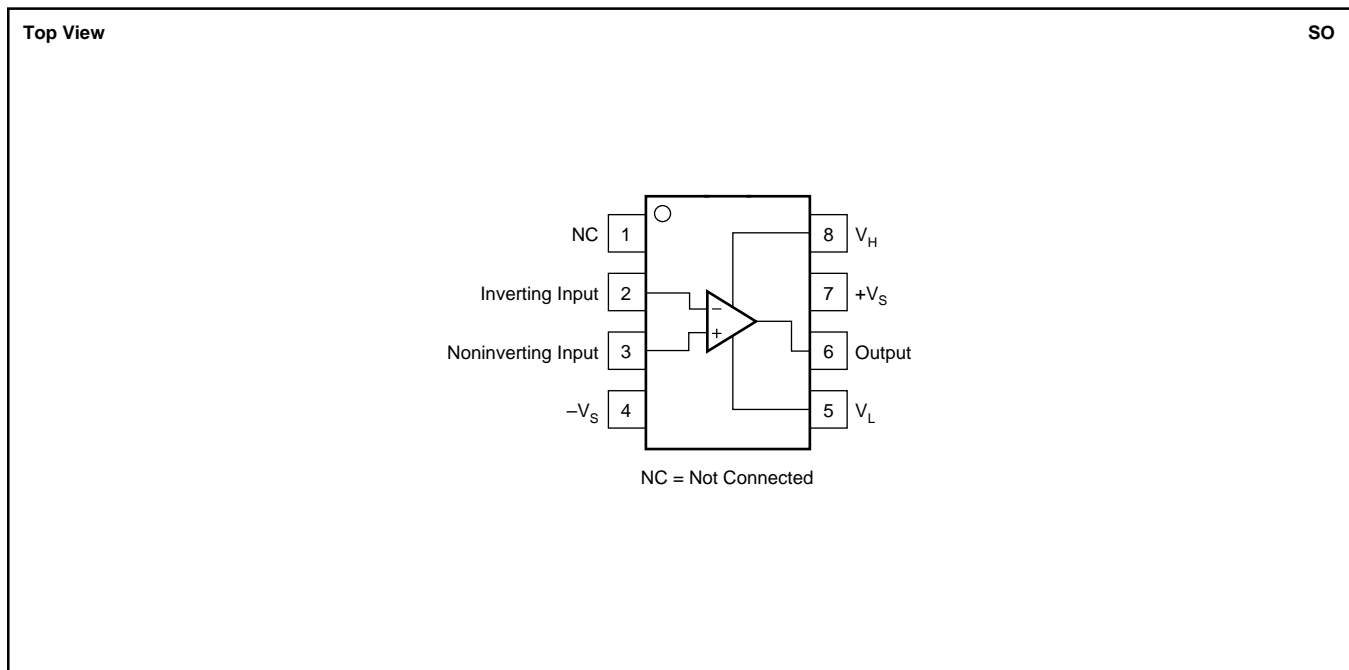 Top View
SO
NC 1
8 V_H
Inverting Input 2
7 +V_S
−
+
Noninverting Input 3
6 Output
–V_S 4
5 V_L
NC = Not Connected